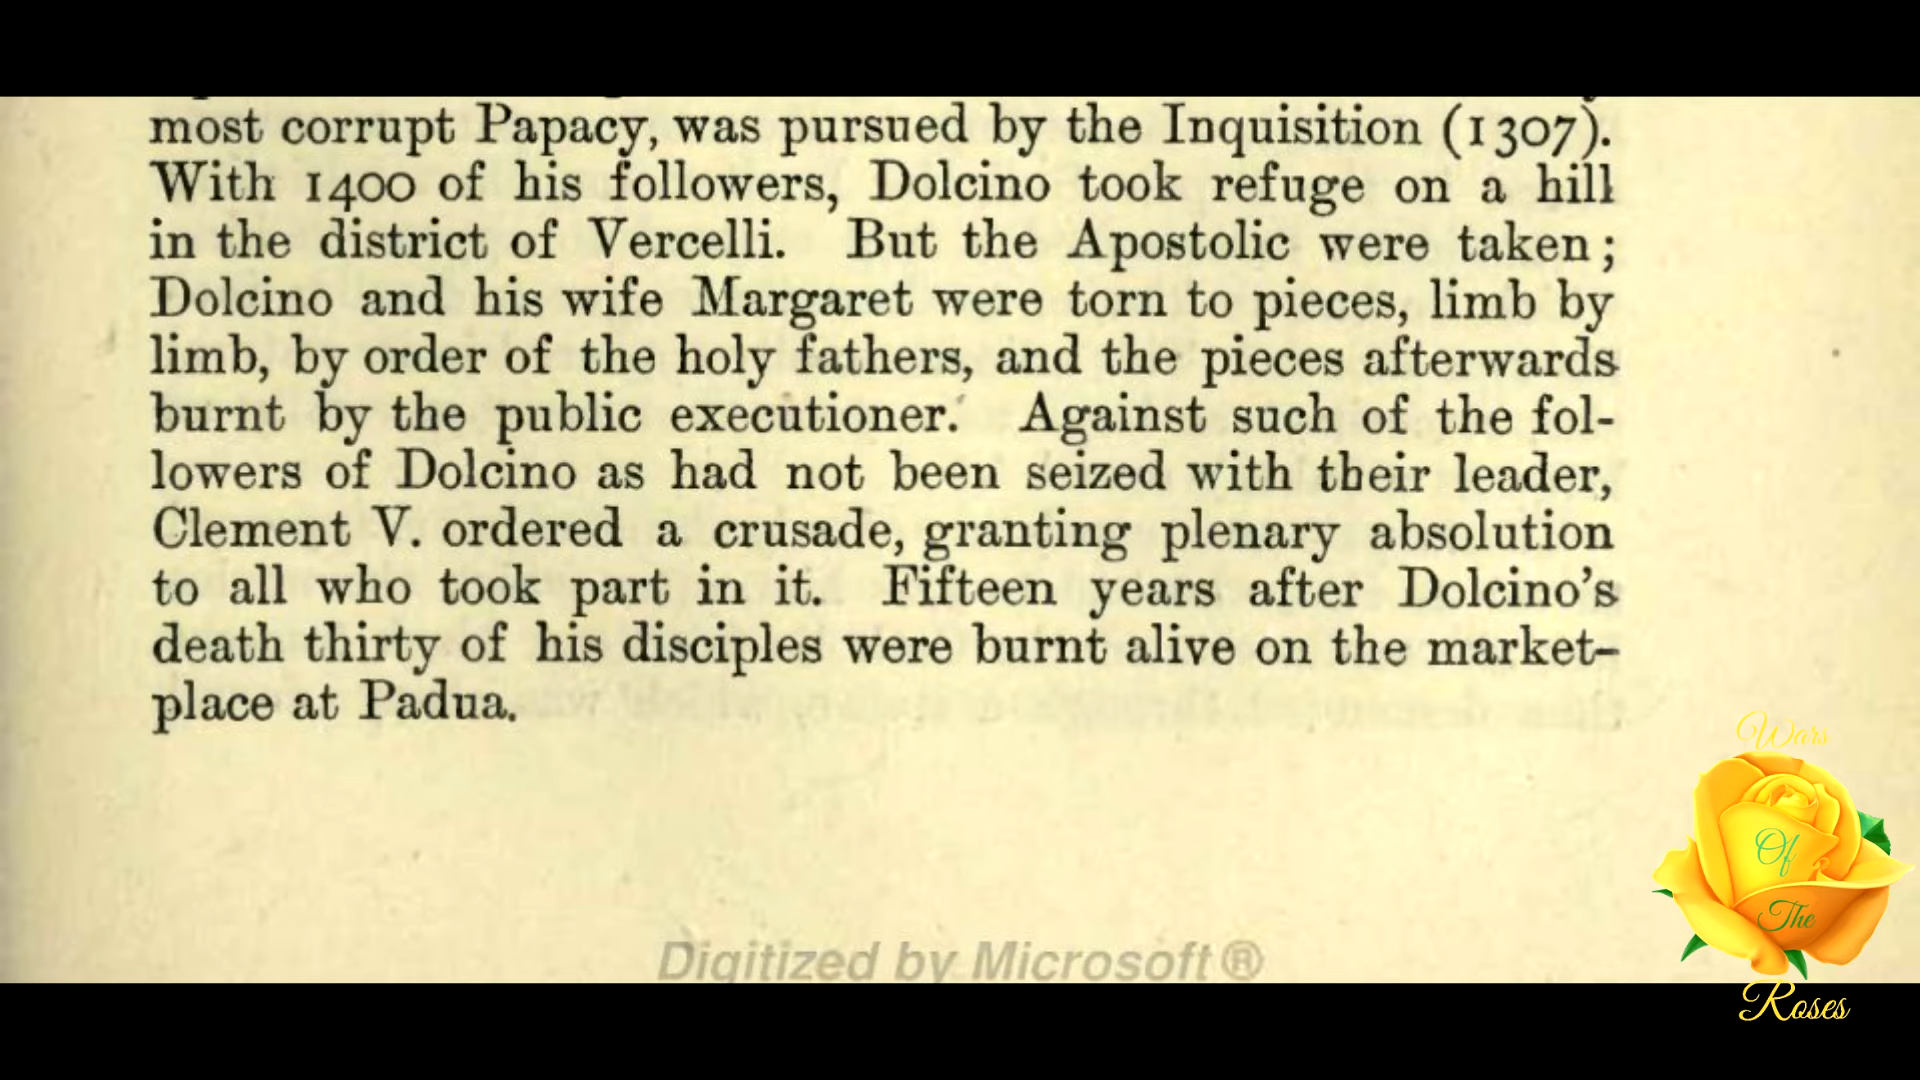 most corrupt Papacy, was pursued by the Inquisition (1307).
With 1400 of his followers, Dolcino took refuge on a hill
in the district of Vercelli. But the Apostolic were taken;
Dolcino and his wife Margaret were torn to pieces, limb by
limb, by order of the holy fathers, and the pieces afterwards
burnt by the public executioner. Against such of the fol-
lowers of Dolcino as had not been seized with their leader,
Clement V. ordered a crusade, granting plenary absolution
to all who took part in it. Fifteen years after Dolcino's
death thirty of his disciples were burnt alive on the market-
place at Padua.
Digitized by Microsoft®
Wars
Of
The
Roses